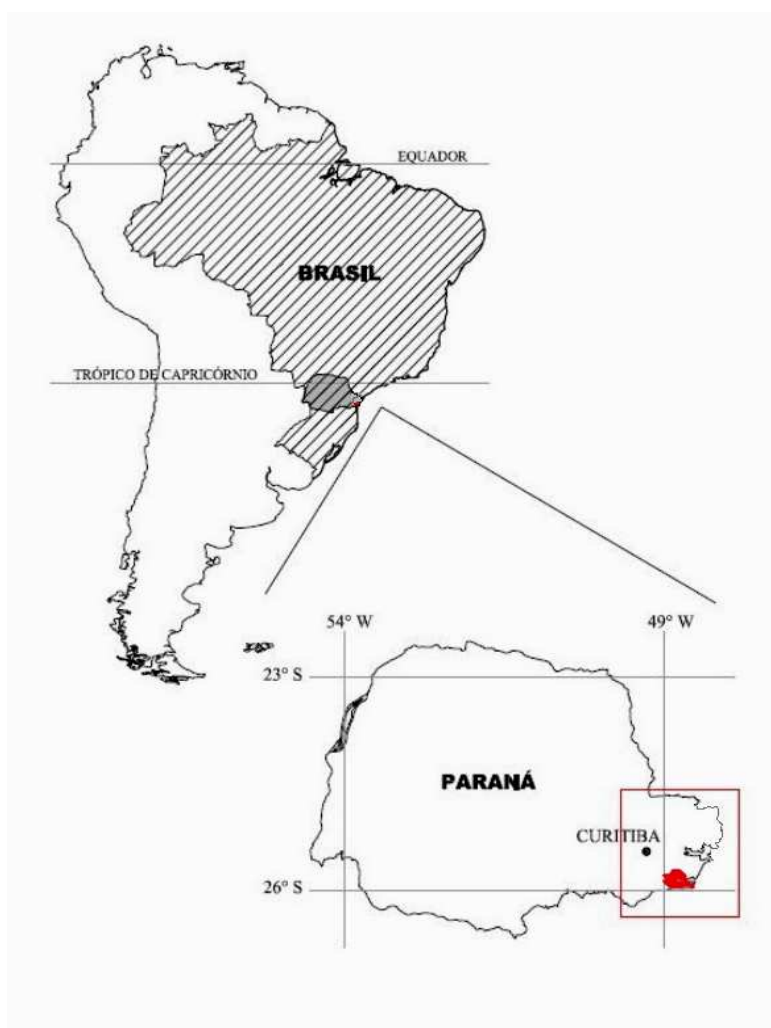 EQUADOR
BRASIL
TRÓPICO DE CAPRICÓRNIO
54° W
49° W
23° S
PARANÁ
CURITIBA
26° S